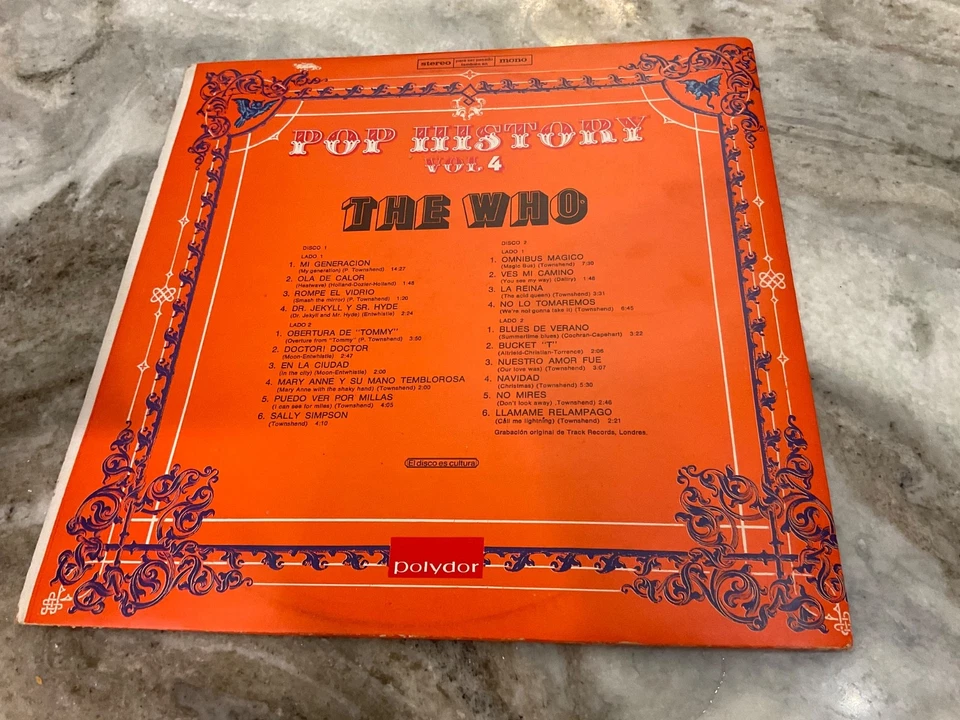 stereo
mono
POP HISTORY
VOL 4
THE WHO
DISCO 1
LADO 1
1. MI GENERACION
(My generation) (P. Townshend) 14:27
2. OLA DE CALOR
(Heatwave) (Holland-Dozier-Holland) 1:48
3. ROMPE EL VIDRIO
(Smash the mirror) (P. Townshend) 1:20
4. DR. JEKYLL Y SR. HYDE
(Dr. Jekyll and Mr. Hyde) (Entwhistle) 2:24
LADO 2
1. OBERTURA DE "TOMMY"
(Overture from "Tommy" (P. Townshend) 3:50
2. DOCTOR! DOCTOR
(Moon-Entwhistle) 2:47
3. EN LA CIUDAD
(In the city) (Moon-Entwhistle) 2:06
4. MARY ANNE Y SU MANO TEMBLOROSA
(Mary Anne with the shaky hand) (Townshend) 2:03
5. PUEDO VER POR MILLAS
(I can see for miles) (Townshend) 4:05
6. SALLY SIMPSON
(Townshend) 4:10
DISCO 2
LADO 1
1. OMNIBUS MAGICO
(Magic Bus) (Townshend) 7:38
2. VES MI CAMINO
(You see my way) (Daltry) 1:46
3. LA REINA
(The acid queen) (Townshend) 3:31
4. NO LO TOMAREMOS
(We're not gonna take it) (Townshend) 6:45
LADO 2
1. BLUES DE VERANO
(Summertime blues) (Cochran-Capehart) 3:22
2. BUCKET "T"
(Altfeld-Christian-Torrence) 2:06
3. NUESTRO AMOR FUE
(Our love was) (Townshend) 3:07
4. NAVIDAD
(Christmas) (Townshend) 5:30
5. NO MIRES
(Don't look away) .Townshend) 2:46
6. LLAMAME RELAMPAGO
(Call me lightning) (Townshend) 2:21
Grabación original de Track Records, Londres.
El disco es cultura
polydor